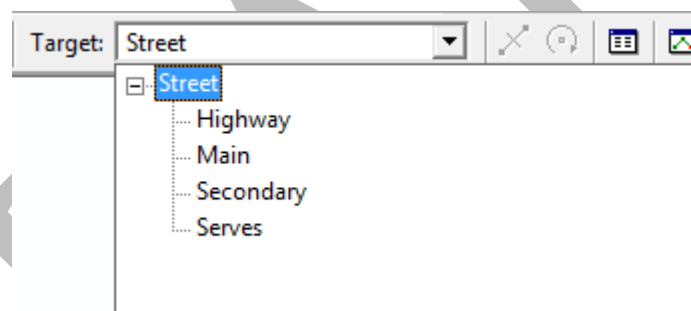 Target: Street
Street
Highway
Main
Secondary
Serves